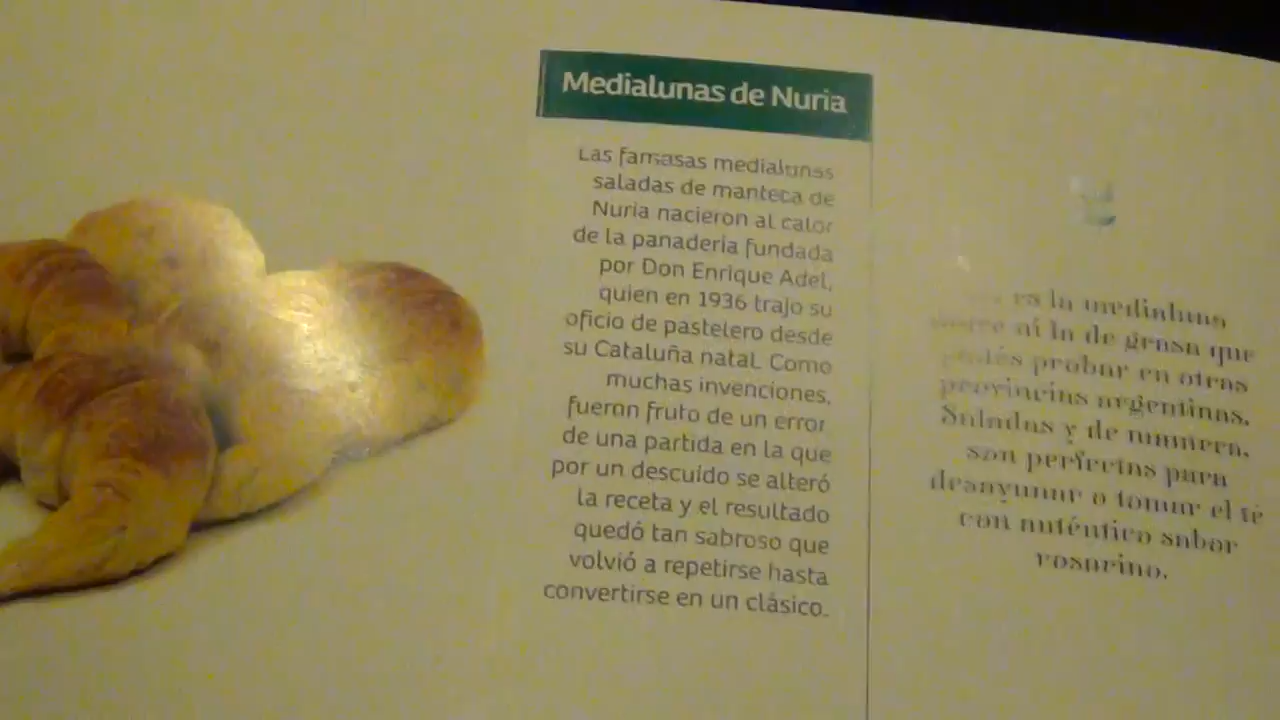 Medialunas de Nuria
Las famosas medialunas
saladas de manteca de
Nuria nacieron al calor
de la panadería fundada
por Don Enrique Adel,
quien en 1936 trajo su
oficio de pastelero desde
su Cataluña natal. Como
muchas invenciones,
fueron fruto de un error
de una partida en la que
por un descuido se alteró
la receta y el resultado
quedó tan sabroso que
volvió a repetirse hasta
convertirse en un clásico.
es la medialuna
ni la de grasa que
podés probar en otras
provincias argentinas.
Saladas y de manteca,
son perfectas para
desayunar o tomar el té
con auténtico sabor
rosarino.